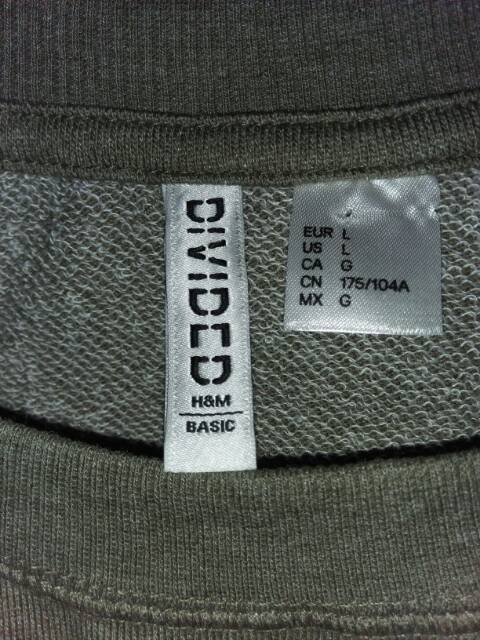 DIVIDED
H&M
BASIC
EUR L
US L
CA G
CN 175/104A
MX G